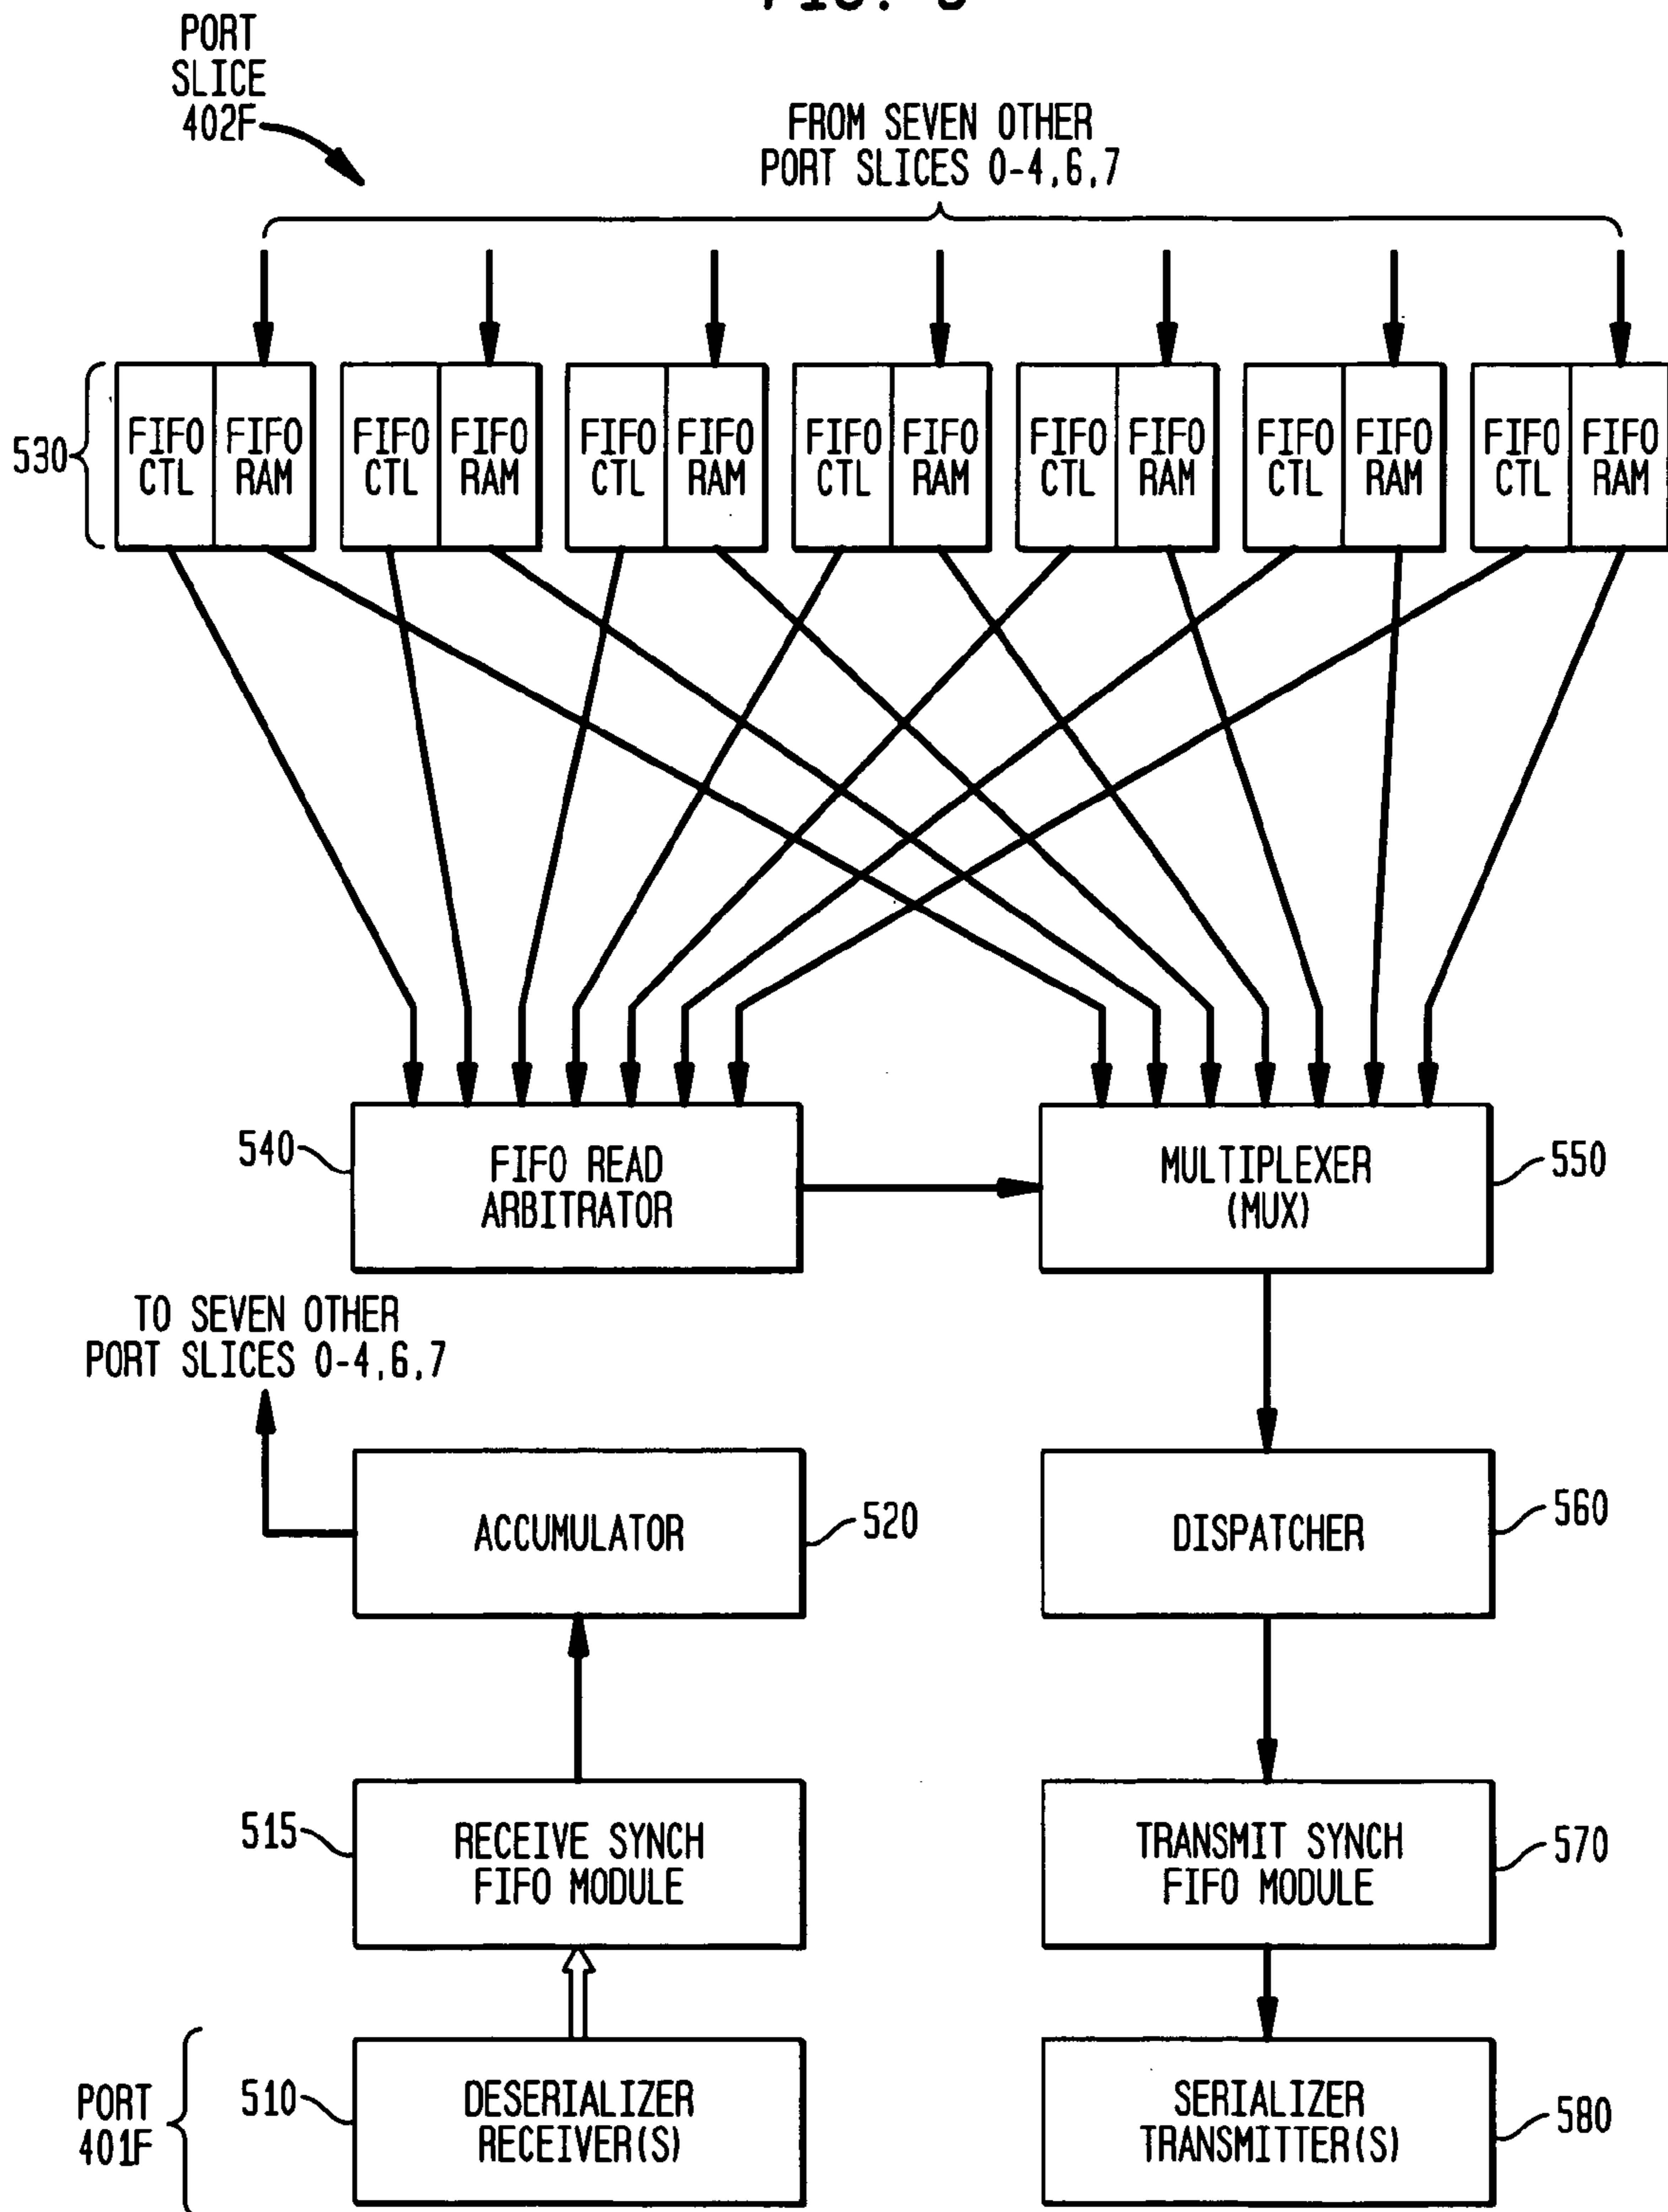 PORT
SLICE
402F
FROM SEVEN OTHER
PORT SLICES 0-4,6,7
530
FIFO CTL
FIFO RAM
FIFO CTL
FIFO RAM
FIFO CTL
FIFO RAM
FIFO CTL
FIFO RAM
FIFO CTL
FIFO RAM
FIFO CTL
FIFO RAM
FIFO CTL
FIFO RAM
540
FIFO READ
ARBITRATOR
MULTIPLEXER
(MUX)
550
TO SEVEN OTHER
PORT SLICES 0-4,6,7
ACCUMULATOR
520
DISPATCHER
560
515
RECEIVE SYNCH
FIFO MODULE
TRANSMIT SYNCH
FIFO MODULE
570
PORT
401F
510
DESERIALIZER
RECEIVER(S)
SERIALIZER
TRANSMITTER(S)
580